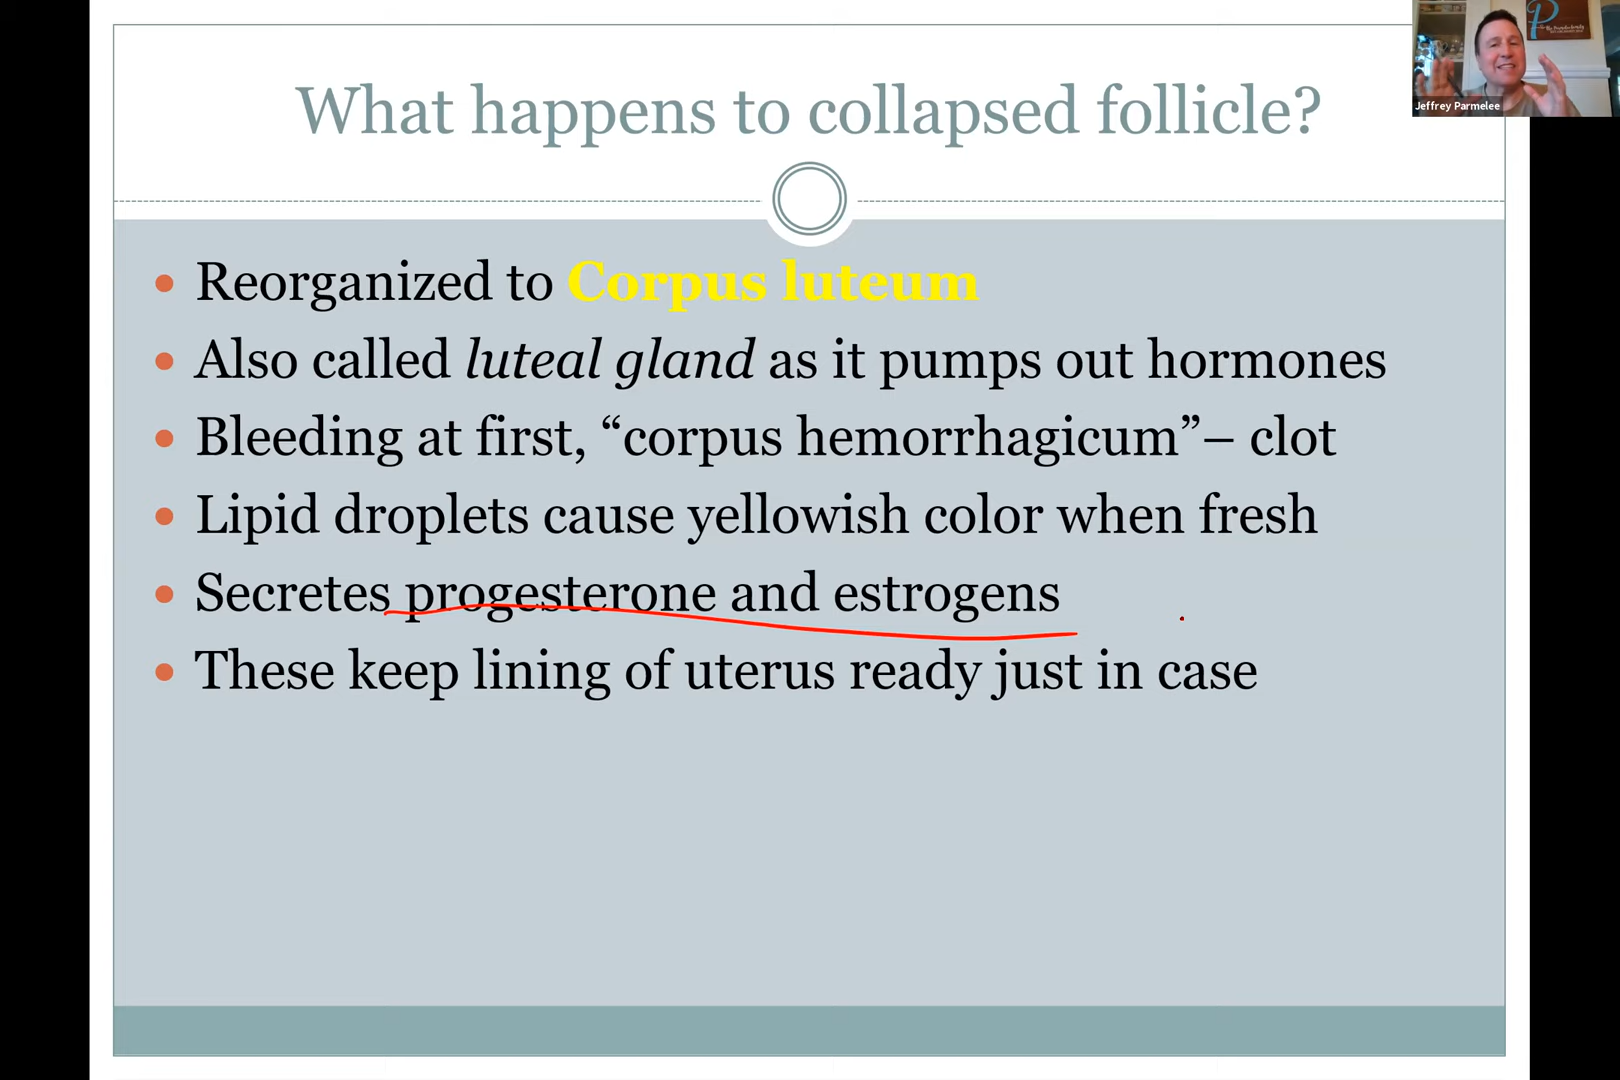 What happens to collapsed follicle?
Jeffrey Parmelee
Reorganized to Corpus luteum
Also called luteal gland as it pumps out hormones
Bleeding at first, “corpus hemorrhagicum”– clot
Lipid droplets cause yellowish color when fresh
Secretes progesterone and estrogens
These keep lining of uterus ready just in case